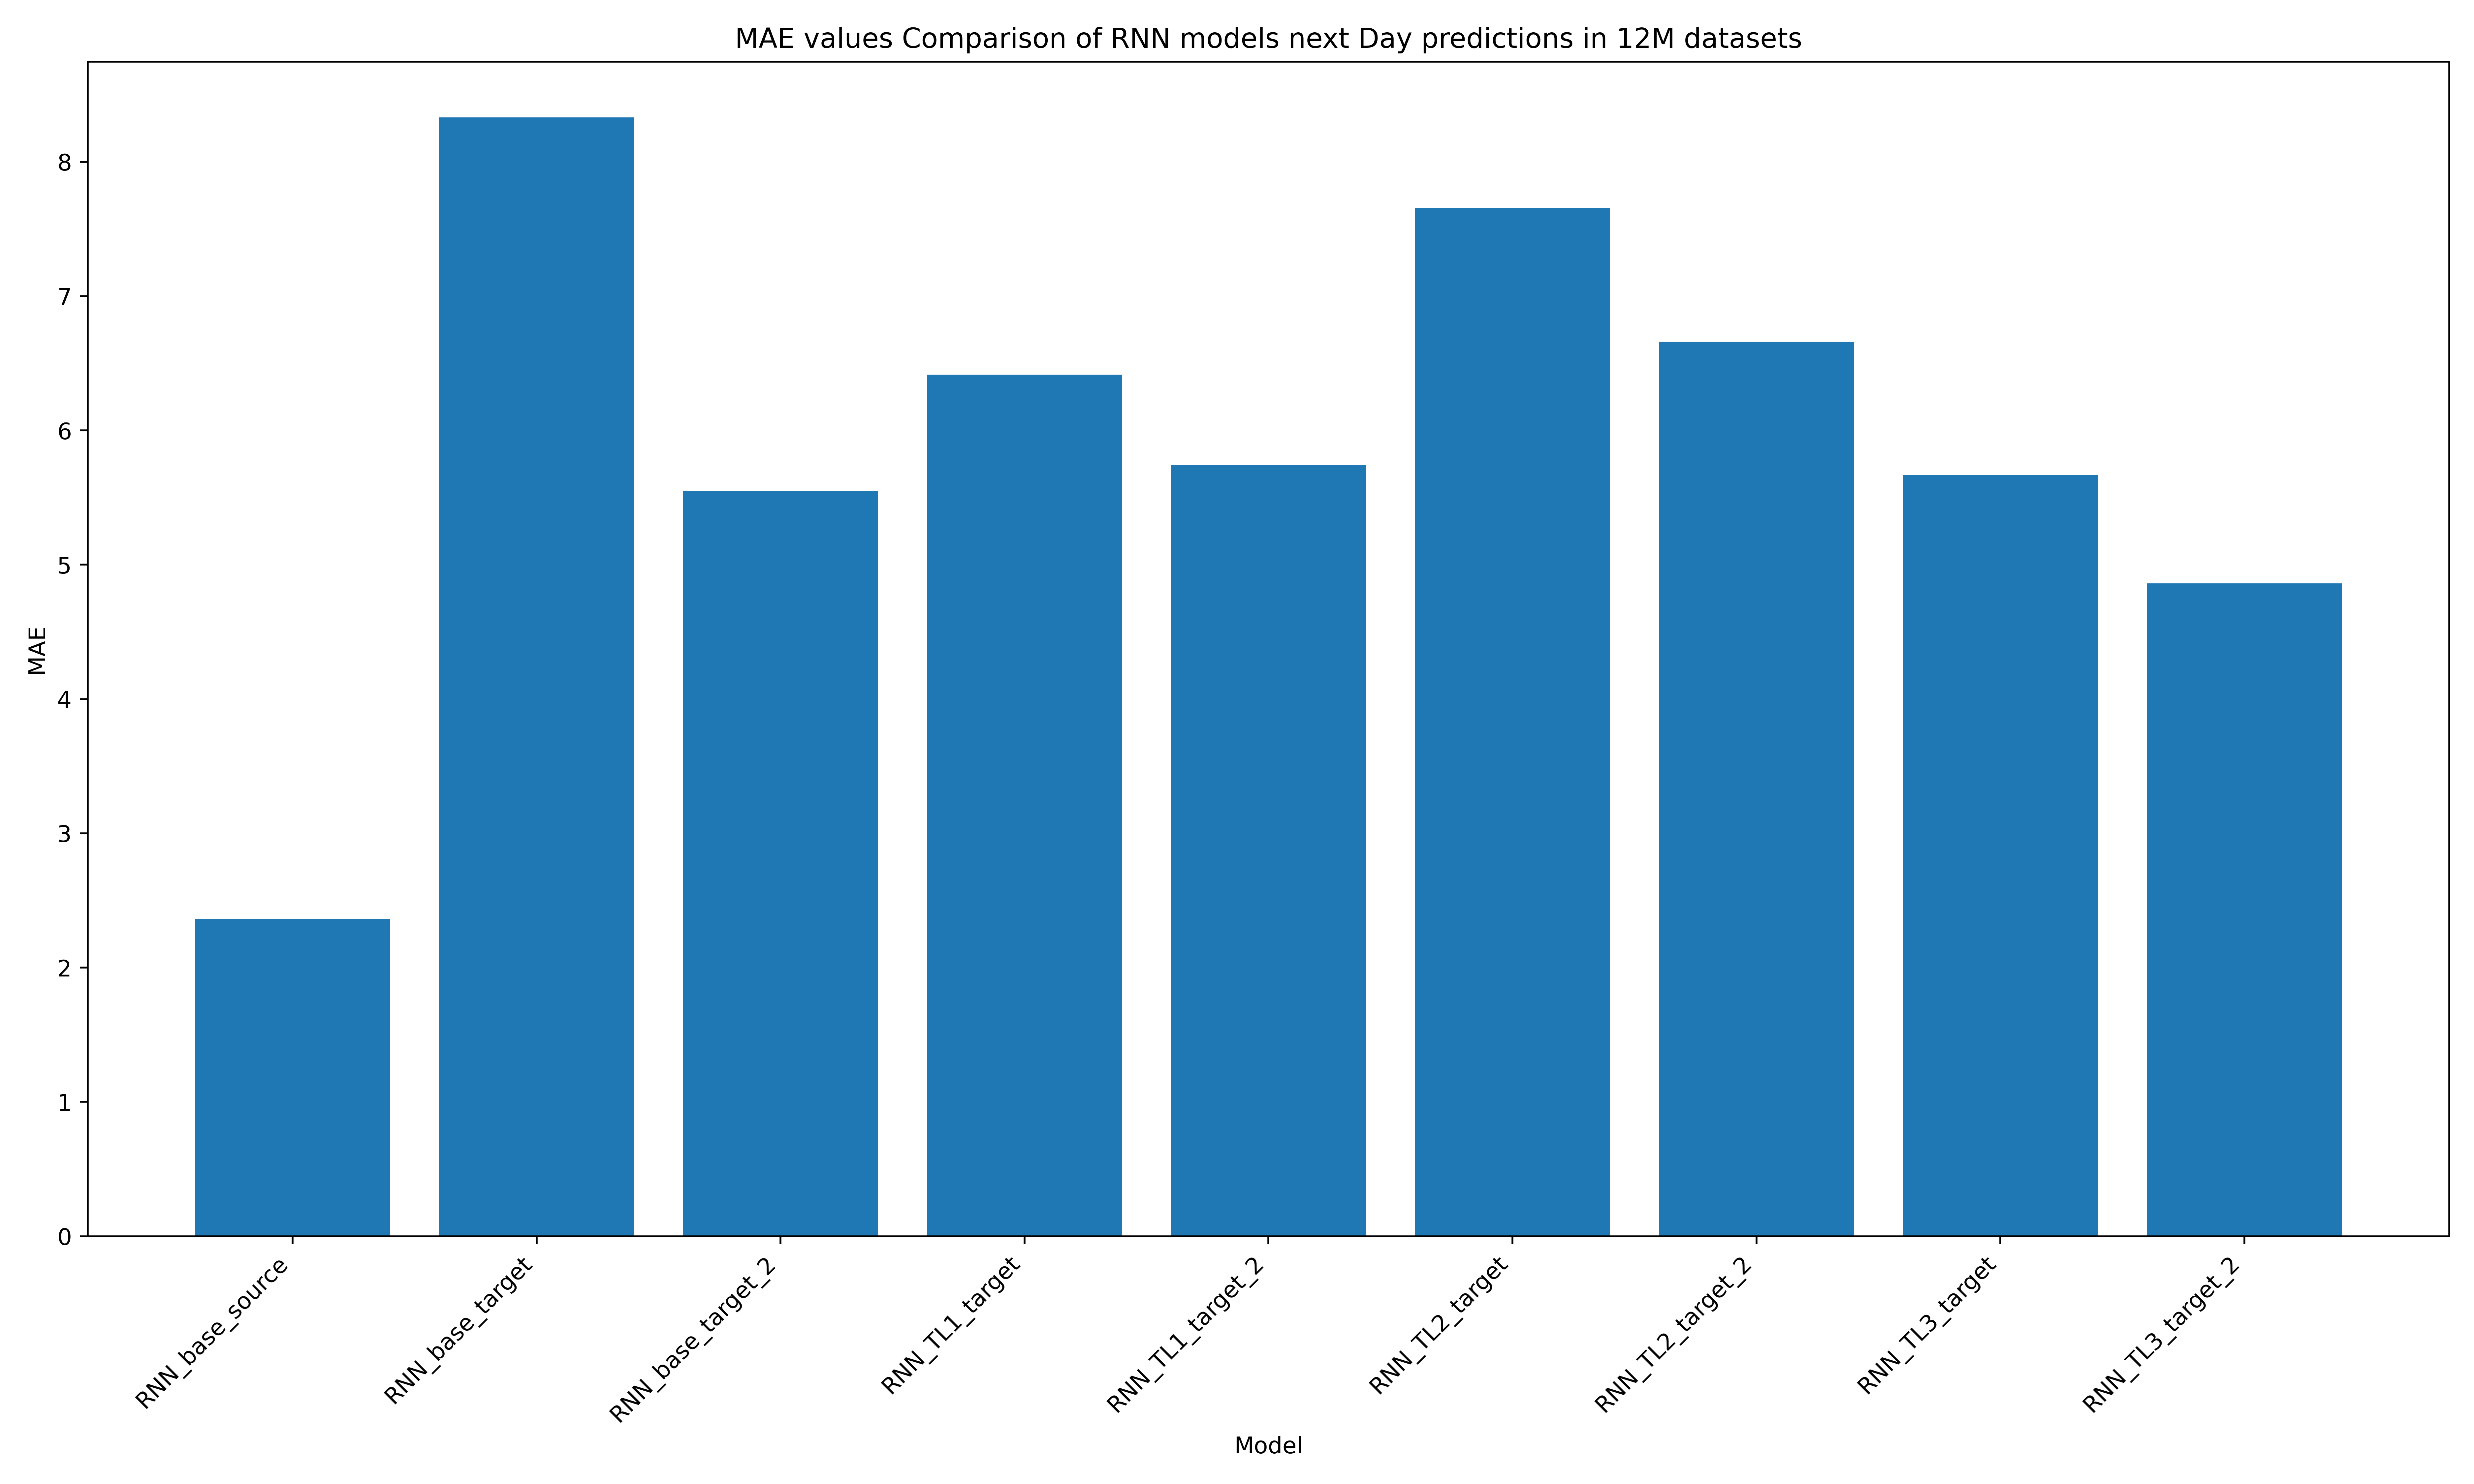 MAE values Comparison of RNN models next Day predictions in 12M datasets
MAE
8
7
6
5
4
3
2
1
0
RNN_base_source
RNN_base_target
RNN_base_target_2
RNN_TL1_target
RNN_TL1_target_2
RNN_TL2_target
RNN_TL2_target_2
RNN_TL3_target
RNN_TL3_target_2
Model